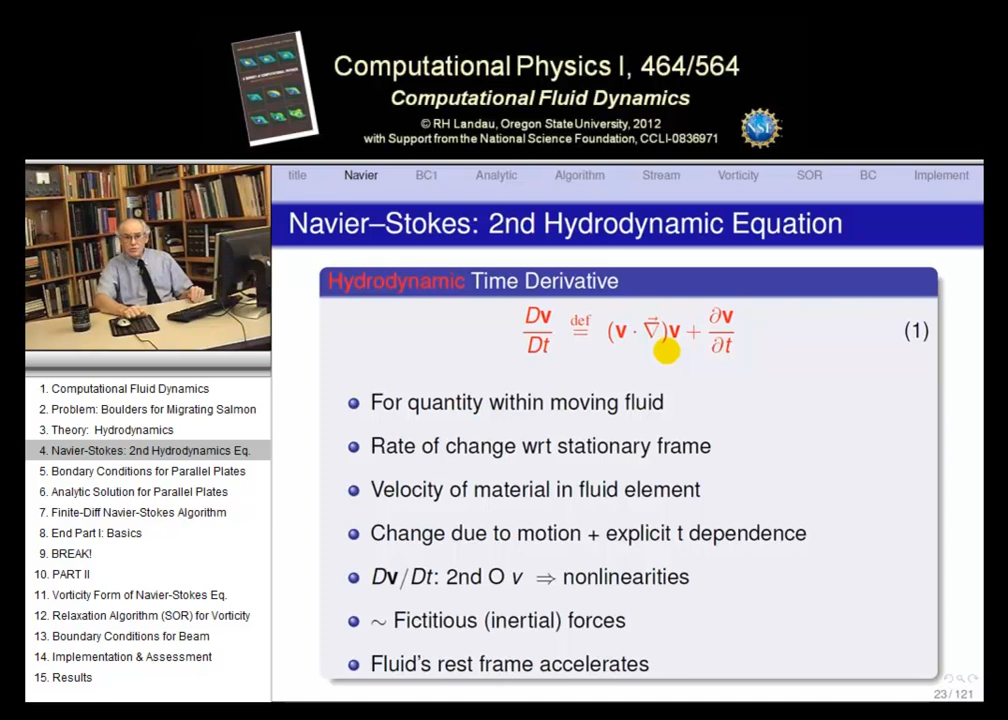 Computational Physics I, 464/564
Computational Fluid Dynamics
© RH Landau, Oregon State University, 2012
with Support from the National Science Foundation, CCLI-0836971
NSF
title Navier BC1 Analytic Algorithm Stream Vorticity SOR BC Implement
Navier–Stokes: 2nd Hydrodynamic Equation
Hydrodynamic Time Derivative
Dv/Dt def= (v · ∇⃗)v + ∂v/∂t (1)
For quantity within moving fluid
Rate of change wrt stationary frame
Velocity of material in fluid element
Change due to motion + explicit t dependence
Dv/Dt: 2nd O v ⇒ nonlinearities
∼ Fictitious (inertial) forces
Fluid's rest frame accelerates
23/121
1. Computational Fluid Dynamics
2. Problem: Boulders for Migrating Salmon
3. Theory: Hydrodynamics
4. Navier-Stokes: 2nd Hydrodynamics Eq.
5. Bondary Conditions for Parallel Plates
6. Analytic Solution for Parallel Plates
7. Finite-Diff Navier-Stokes Algorithm
8. End Part I: Basics
9. BREAK!
10. PART II
11. Vorticity Form of Navier-Stokes Eq.
12. Relaxation Algorithm (SOR) for Vorticity
13. Boundary Conditions for Beam
14. Implementation & Assessment
15. Results